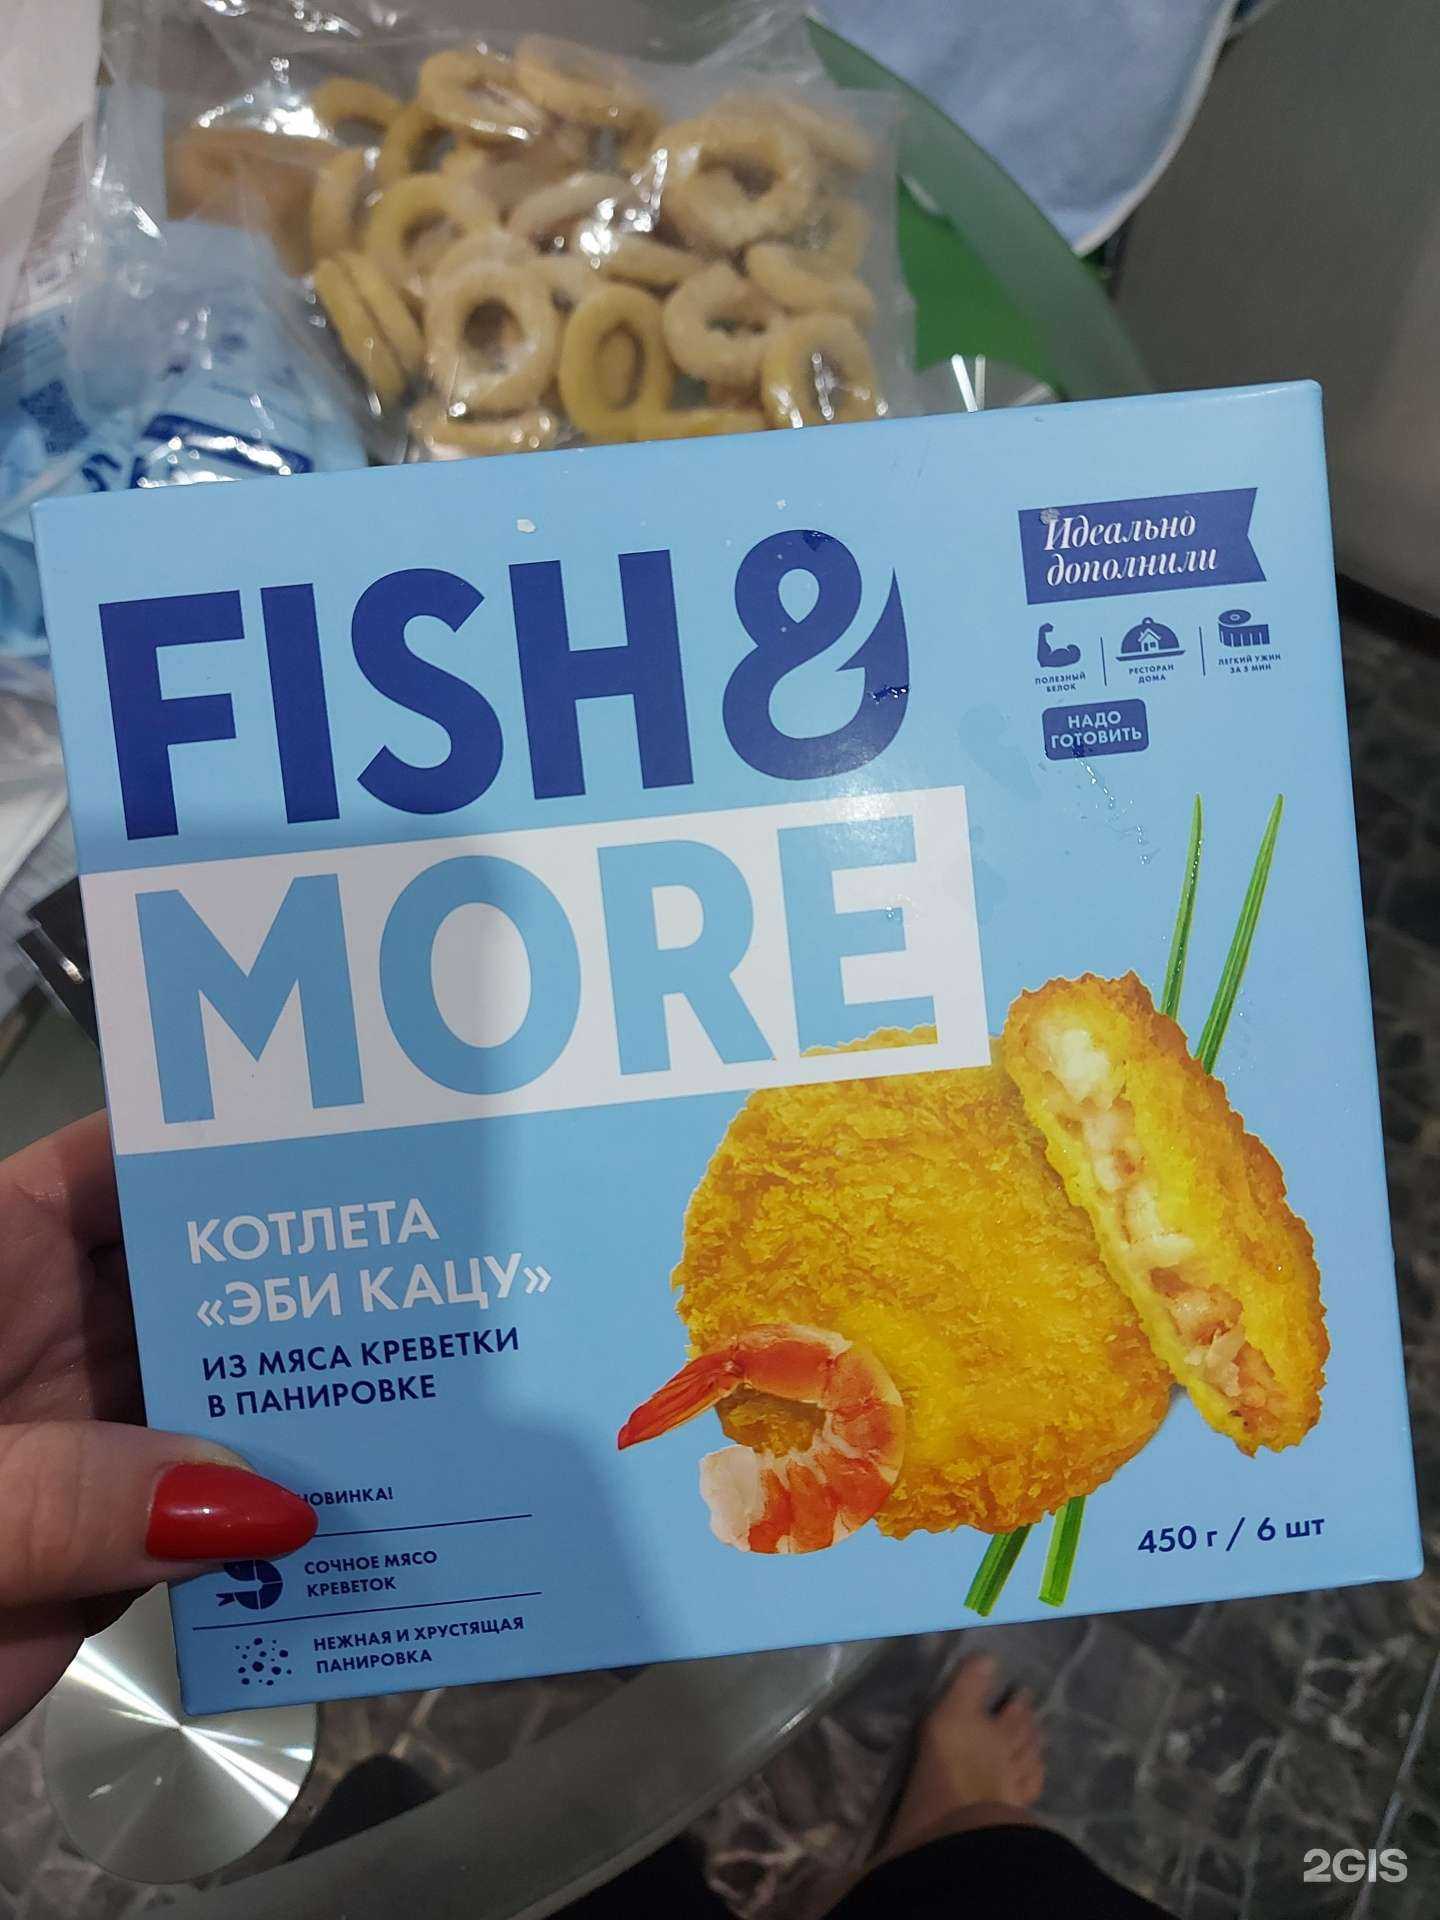 FISH&
MORE
Идеально
дополнили
ПОЛЕЗНЫЙ
БЕЛОК
РЕСТОРАН
ДОМА
ЛЕГКИЙ УЖИН
ЗА 5 МИН
НАДО
ГОТОВИТЬ
КОТЛЕТА
«ЭБИ КАЦУ»
ИЗ МЯСА КРЕВЕТКИ
В ПАНИРОВКЕ
НОВИНКА!
СОЧНОЕ МЯСО
КРЕВЕТОК
НЕЖНАЯ И ХРУСТЯЩАЯ
ПАНИРОВКА
450 г / 6 шт
2GIS